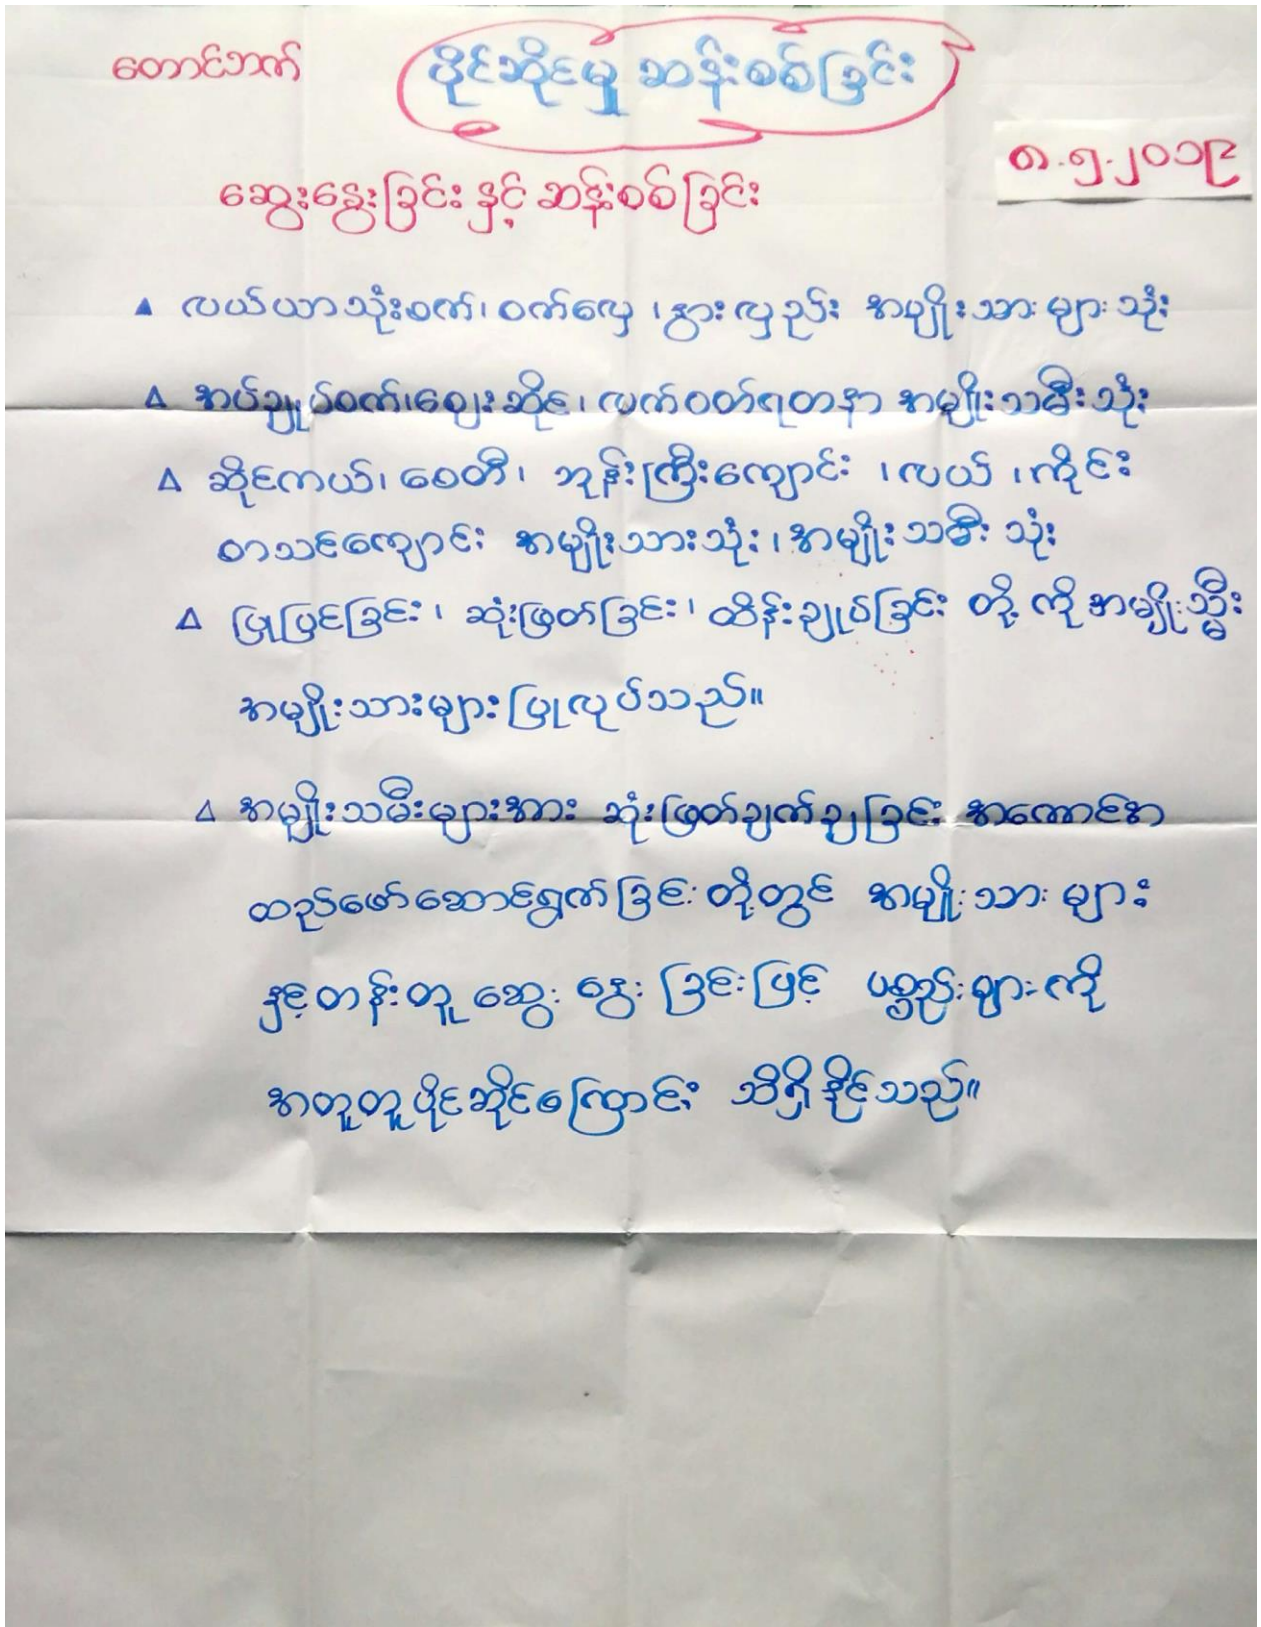 တောင်ဘက်
ပိုင်ဆိုင်မှု ဆန်းစစ်ခြင်း
၈.၅.၂၀၁၉
ဆွေးနွေးခြင်း နှင့် ဆန်းစစ်ခြင်း
▲ လယ်ယာသုံးစက်၊ ဝက်လှေ၊ နွားလှည်း အမျိုးသားများသုံး
△ အပ်ချုပ်စက်၊ ဈေးဆိုင်၊ လက်ဝတ်ရတနာ အမျိုးသမီးသုံး
△ ဆိုင်ကယ်၊ စေတီ၊ ဘုန်းကြီးကျောင်း ၊ လယ် ၊ ကိုင်း
စာသင်ကျောင်း အမျိုးသားသုံး ၊ အမျိုးသမီး သုံး
△ ပြုပြင်ခြင်း ၊ ဆုံးဖြတ်ခြင်း ၊ ထိန်းချုပ်ခြင်း တို့ကို အမျိုးသ္မီး
အမျိုးသားများ ပြုလုပ်သည်။
△ အမျိုးသမီးများအား ဆုံးဖြတ်ချက်ချခြင်း အကောင်အ
ထည်ဖော်ဆောင်ရွက်ခြင်း တို့တွင် အမျိုးသားများ
နှင့်တန်းတူ ဆွေးနွေးခြင်းဖြင့် ပစ္စည်းများကို
အတူတူပိုင်ဆိုင်ကြောင်း သိရှိနိုင်သည်။